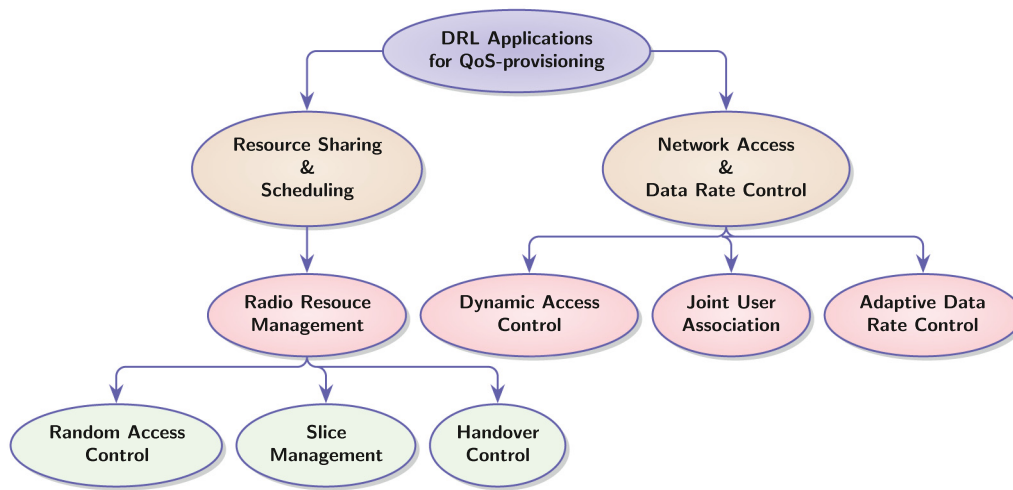 DRL Applications
for QoS-provisioning
Resource Sharing
&
Scheduling
Network Access
&
Data Rate Control
Radio Resouce
Management
Dynamic Access
Control
Joint User
Association
Adaptive Data
Rate Control
Random Access
Control
Slice
Management
Handover
Control